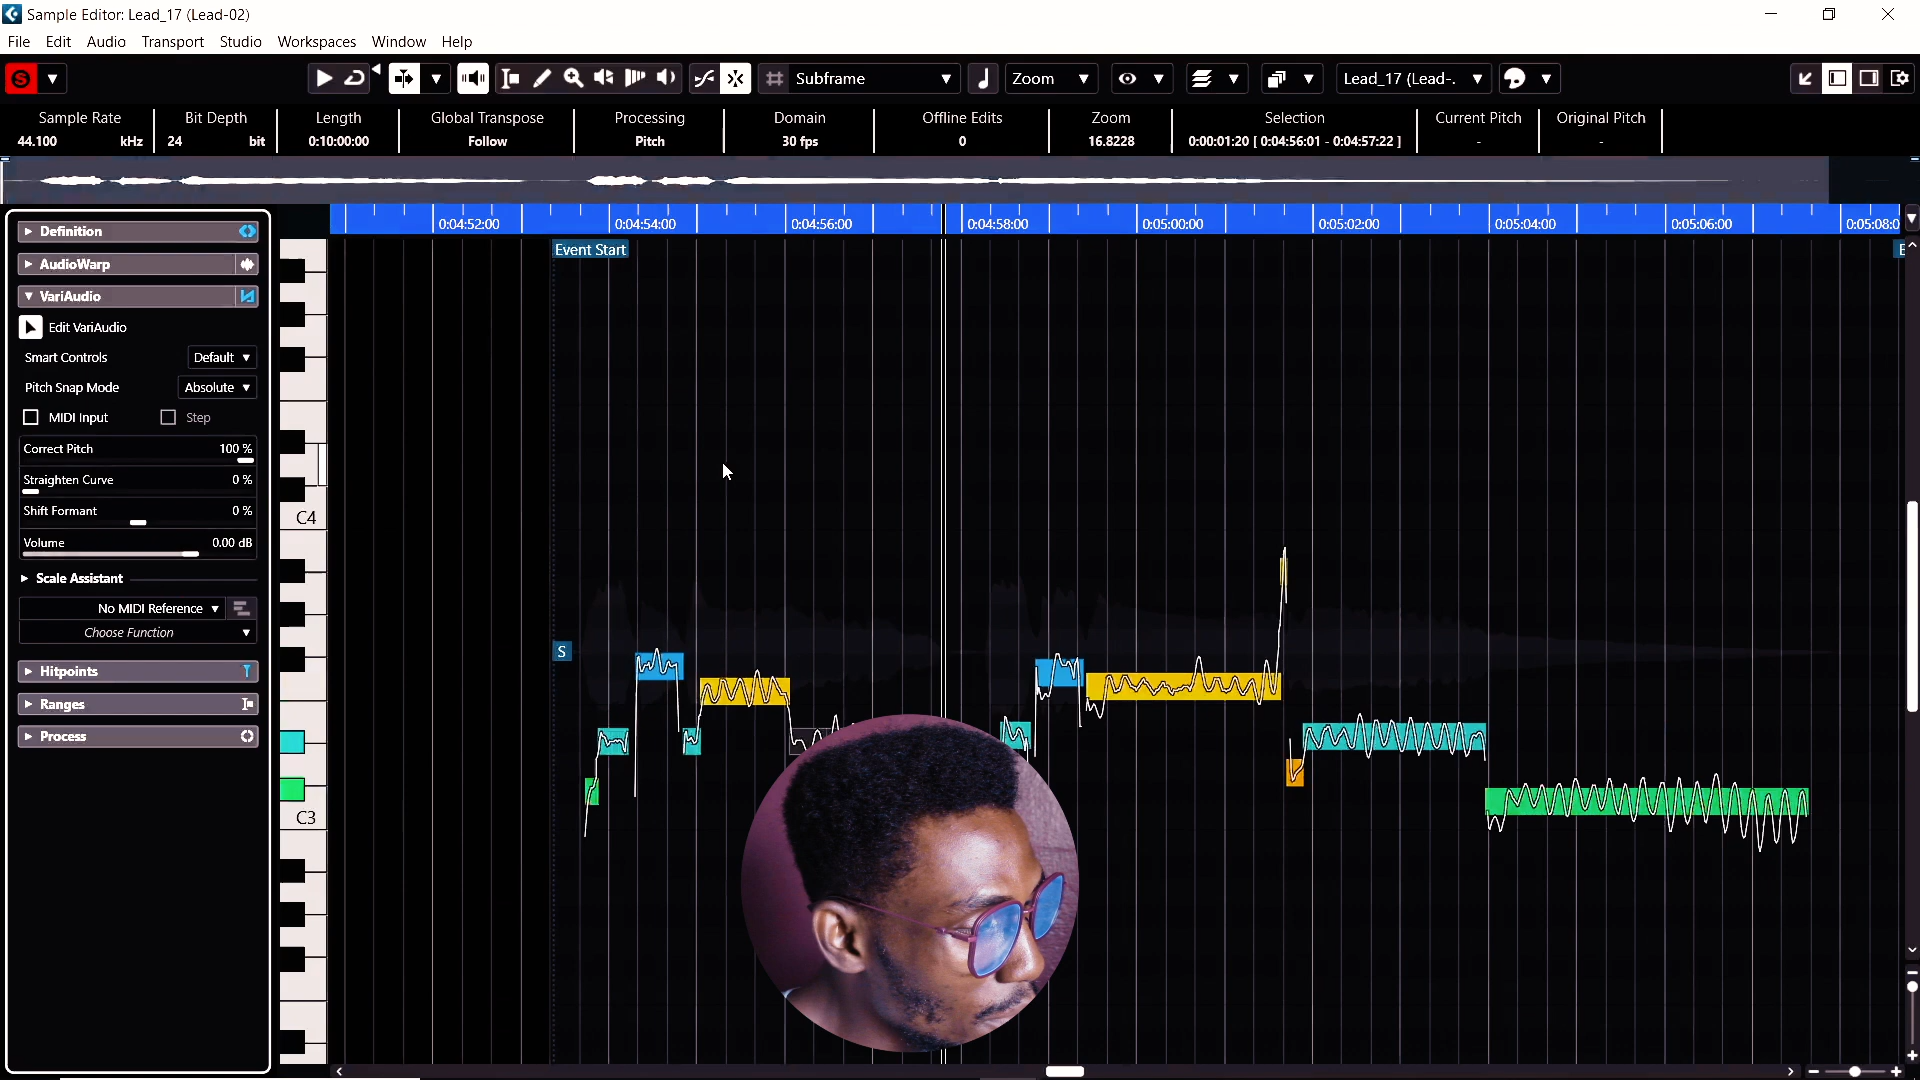 Sample Editor: Lead_17 (Lead-02)
File Edit Audio Transport Studio Workspaces Window Help
S Subframe Zoom Lead_17 (Lead-.
Sample Rate Bit Depth Length Global Transpose Processing Domain Offline Edits Zoom Selection Current Pitch Original Pitch
44.100 kHz 24 bit 0:10:00:00 Follow Pitch 30 fps 0 16.8228 0:00:01:20 [ 0:04:56:01 - 0:04:57:22 ] - -
0:04:52:00 0:04:54:00 0:04:56:00 0:04:58:00 0:05:00:00 0:05:02:00 0:05:04:00 0:05:06:00 0:05:08:0
Event Start E
Definition
AudioWarp
VariAudio
Edit VariAudio
Smart Controls Default
Pitch Snap Mode Absolute
MIDI Input Step
Correct Pitch 100 %
Straighten Curve 0 %
Shift Formant 0 %
C4
Volume 0.00 dB
Scale Assistant
No MIDI Reference
Choose Function
S
Hitpoints
Ranges
Process
C3